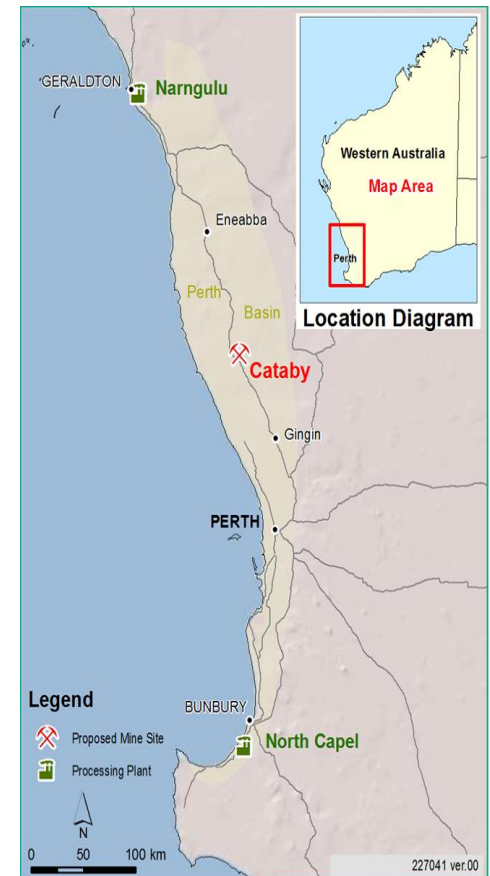 GERALDTON
Narngulu
Eneabba
Perth
Basin
Cataby
Gingin
PERTH
BUNBURY
North Capel
Western Australia
Map Area
Perth
Location Diagram
Legend
Proposed Mine Site
Processing Plant
N
0 50 100 km
227041 ver.00